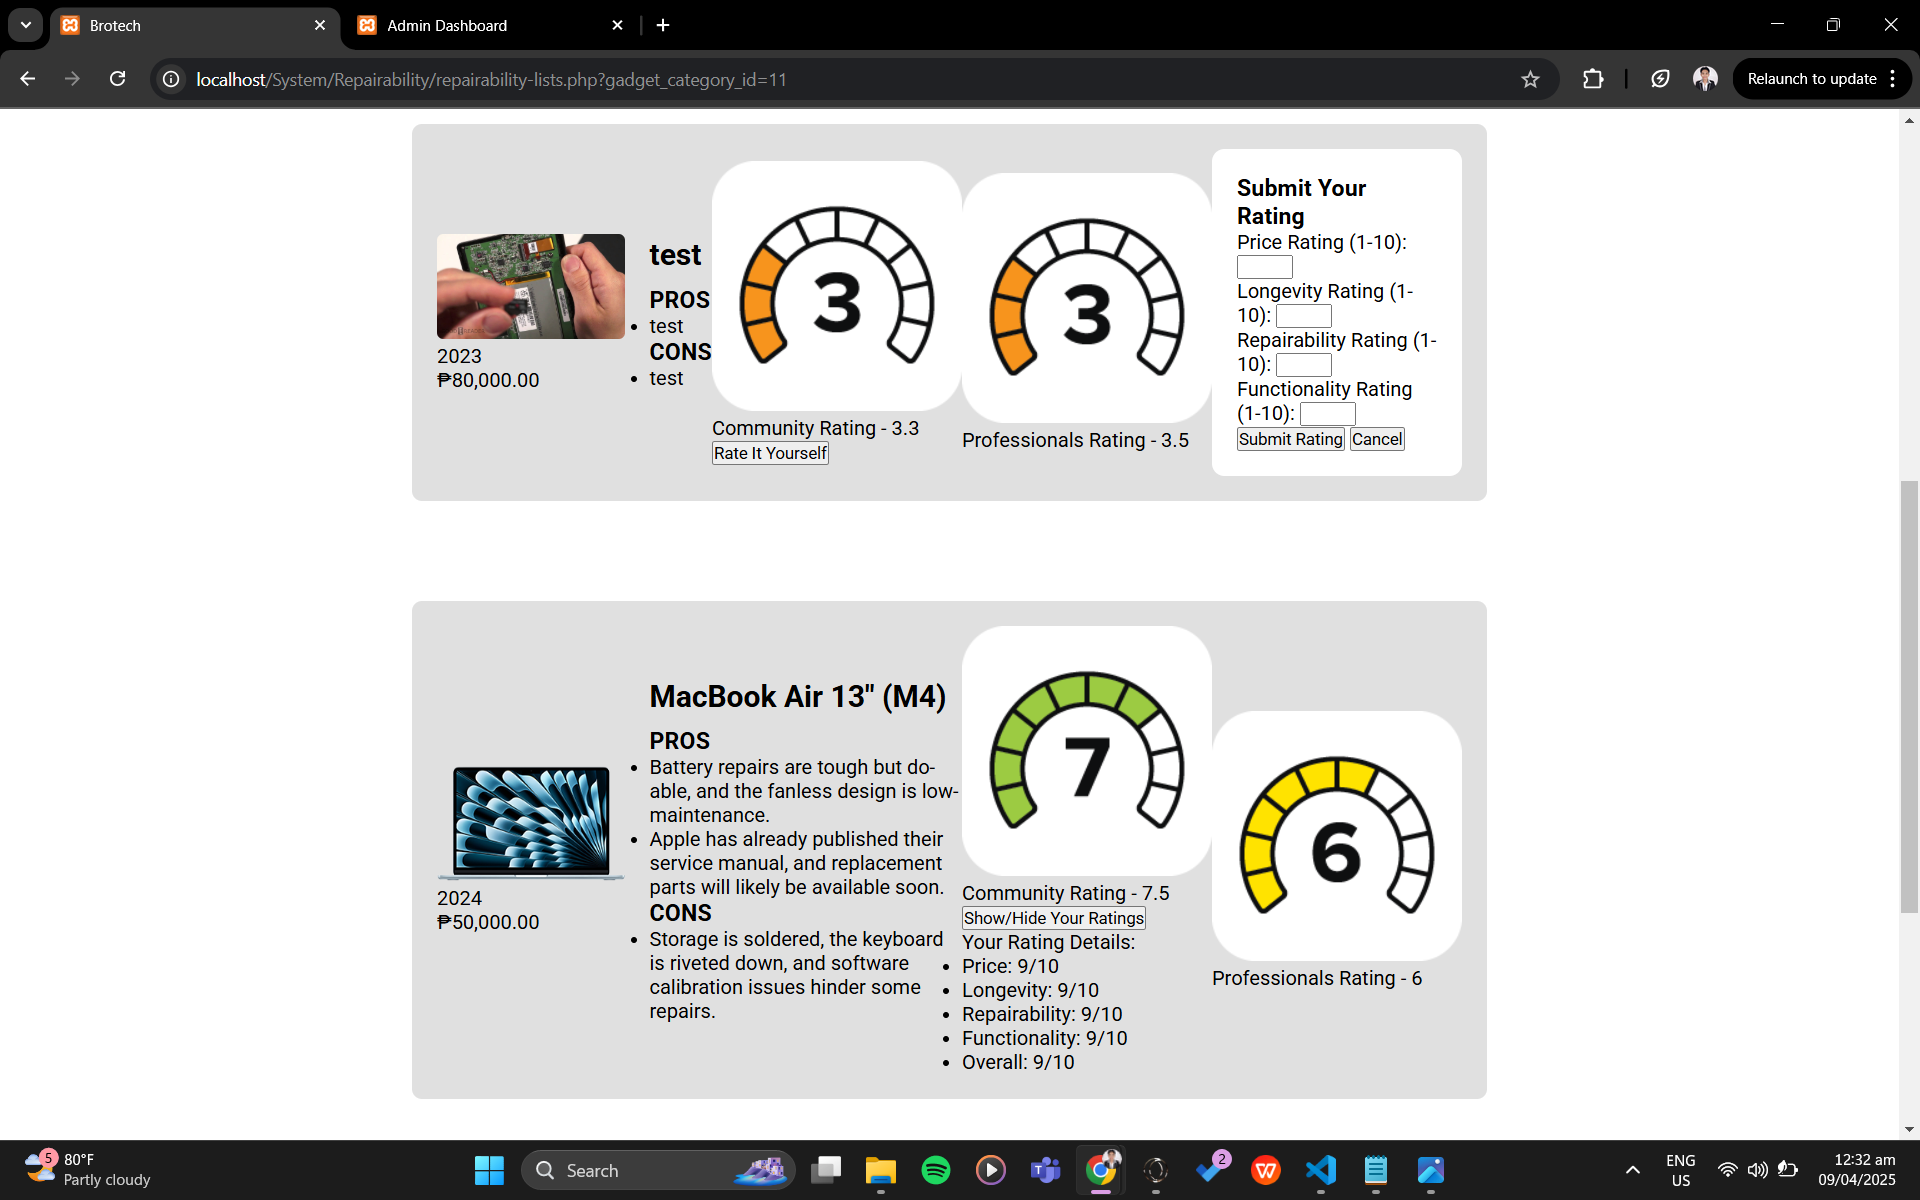 Brotech
Admin Dashboard
localhost/System/Repairability/repairability-lists.php?gadget_category_id=11
Relaunch to update
2023
₱80,000.00
test
PROS
test
CONS
test
3
Community Rating - 3.3
Rate It Yourself
3
Professionals Rating - 3.5
Submit Your
Rating
Price Rating (1-10):
Longevity Rating (1-
10):
Repairability Rating (1-
10):
Functionality Rating
(1-10):
Submit Rating Cancel
2024
₱50,000.00
MacBook Air 13" (M4)
PROS
Battery repairs are tough but do-
able, and the fanless design is low-
maintenance.
Apple has already published their
service manual, and replacement
parts will likely be available soon.
CONS
Storage is soldered, the keyboard
is riveted down, and software
calibration issues hinder some
repairs.
7
Community Rating - 7.5
Show/Hide Your Ratings
Your Rating Details:
Price: 9/10
Longevity: 9/10
Repairability: 9/10
Functionality: 9/10
Overall: 9/10
6
Professionals Rating - 6
5
80°F
Partly cloudy
Search
2
ENG
US
12:32 am
09/04/2025